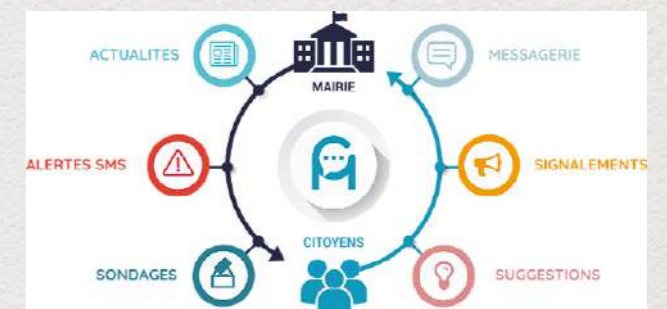 ACTUALITES
MESSAGERIE
MAIRIE
ALERTES SMS
SIGNALEMENTS
CITOYENS
SONDAGES
SUGGESTIONS